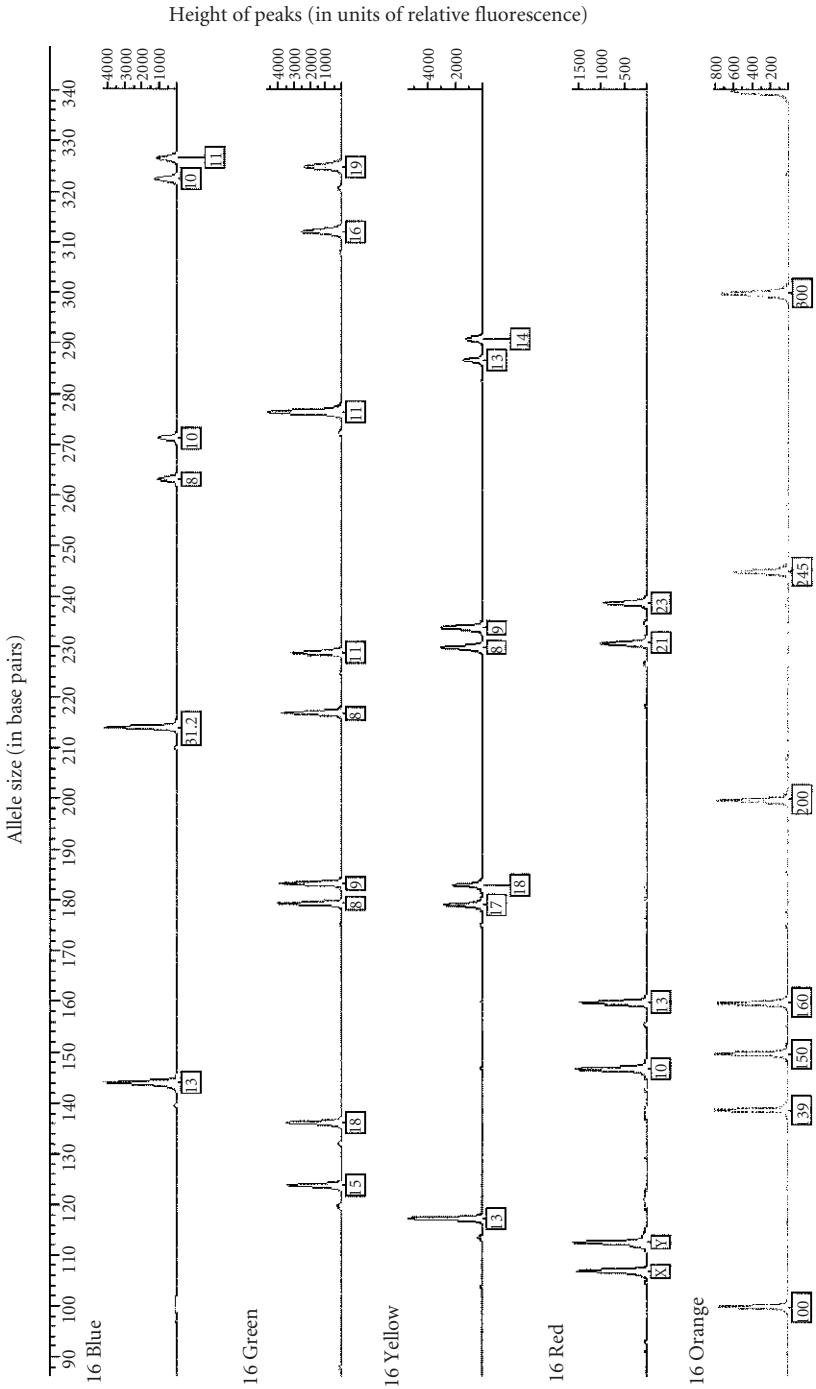 Height of peaks (in units of relative fluorescence)
Allele size (in base pairs)
90 100 110 120 130 140 150 160 170 180 190 200 210 220 230 240 250 260 270 280 290 300 310 320 330 340
16 Blue
4000
3000
2000
1000
13 31.2 8 10 10 11
16 Green
4000
3000
2000
1000
15 18 8 9 8 11 11 16 19
16 Yellow
4000
2000
13 17 18 8 9 13 14
16 Red
1500
1000
500
X Y 10 13 21 23
16 Orange
800
600
400
200
100 139 150 160 200 245 300